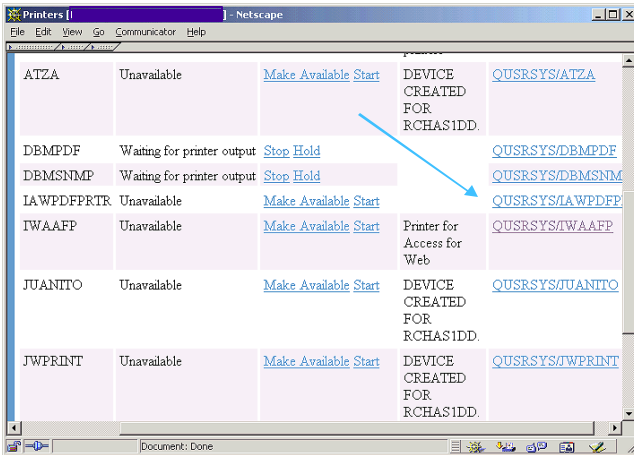 Printers [ ] - Netscape
File Edit View Go Communicator Help
ATZA Unavailable Make Available Start DEVICE QUSRSYS/ATZA
CREATED
FOR
RCHAS1DD.
DBMPDF Waiting for printer output Stop Hold QUSRSYS/DBMPDF
DBMSNMP Waiting for printer output Stop Hold QUSRSYS/DBMSNM
IAWPDFPRTR Unavailable Make Available Start QUSRSYS/IAWPDFP
IWAAFP Unavailable Make Available Start Printer for QUSRSYS/IWAAFP
Access for
Web
JUANITO Unavailable Make Available Start DEVICE QUSRSYS/JUANITO
CREATED
FOR
RCHAS1DD.
JWPRINT Unavailable Make Available Start DEVICE QUSRSYS/JWPRINT
CREATED
FOR
RCHAS1DD.
Document: Done